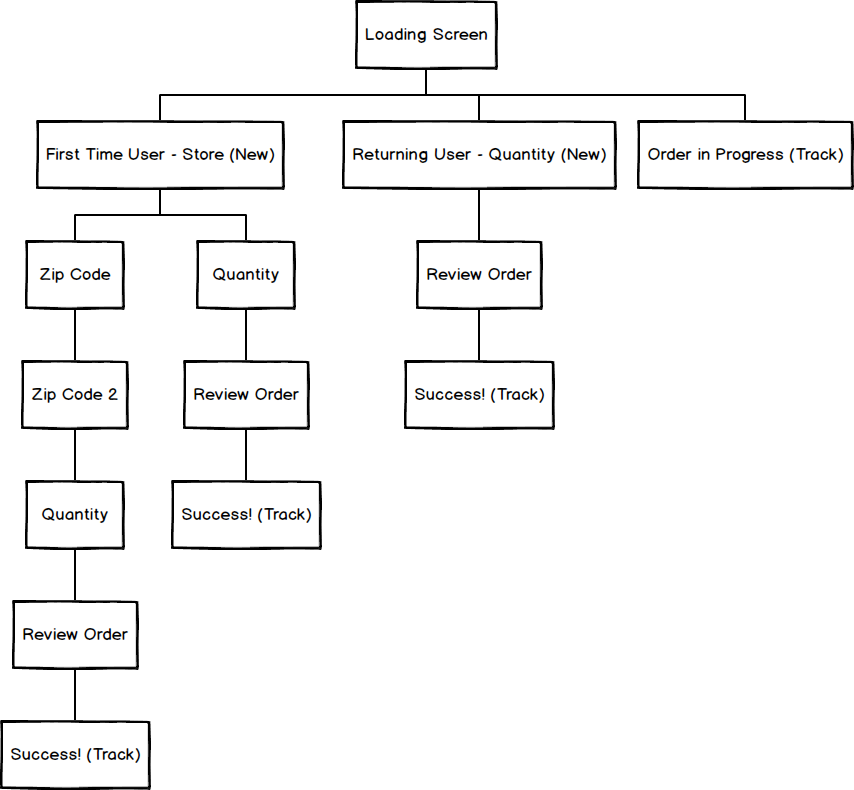 Loading Screen
First Time User - Store (New)
Returning User - Quantity (New)
Order in Progress (Track)
Zip Code
Quantity
Review Order
Zip Code 2
Review Order
Success! (Track)
Quantity
Success! (Track)
Review Order
Success! (Track)